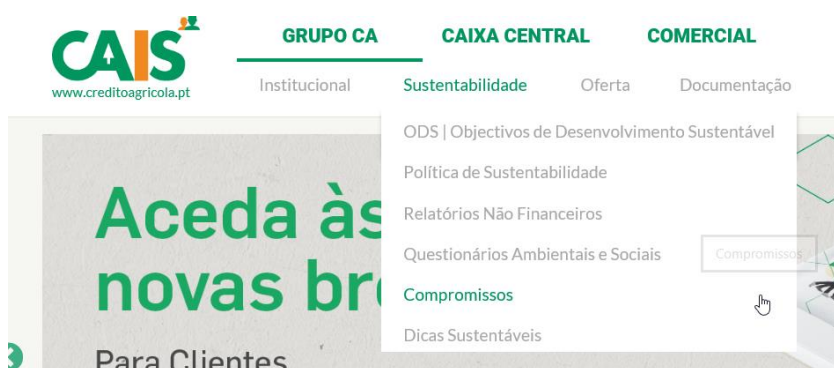 CAIS
www.creditoagricola.pt
GRUPO CA CAIXA CENTRAL COMERCIAL
Institucional Sustentabilidade Oferta Documentação
ODS | Objectivos de Desenvolvimento Sustentável
Política de Sustentabilidade
Relatórios Não Financeiros
Questionários Ambientais e Sociais
Compromissos
Compromissos
Dicas Sustentáveis
Aceda às
novas
Para Clientes